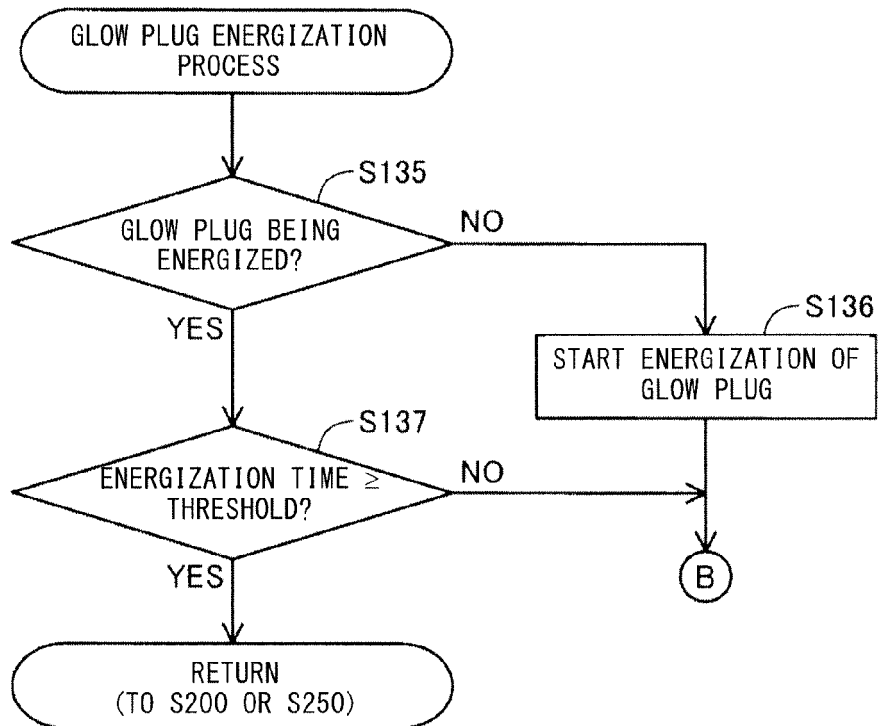 GLOW PLUG ENERGIZATION
PROCESS
S135
GLOW PLUG BEING
ENERGIZED?
NO
YES
S136
START ENERGIZATION OF
GLOW PLUG
S137
ENERGIZATION TIME ≥
THRESHOLD?
NO
YES
B
RETURN
(TO S200 OR S250)